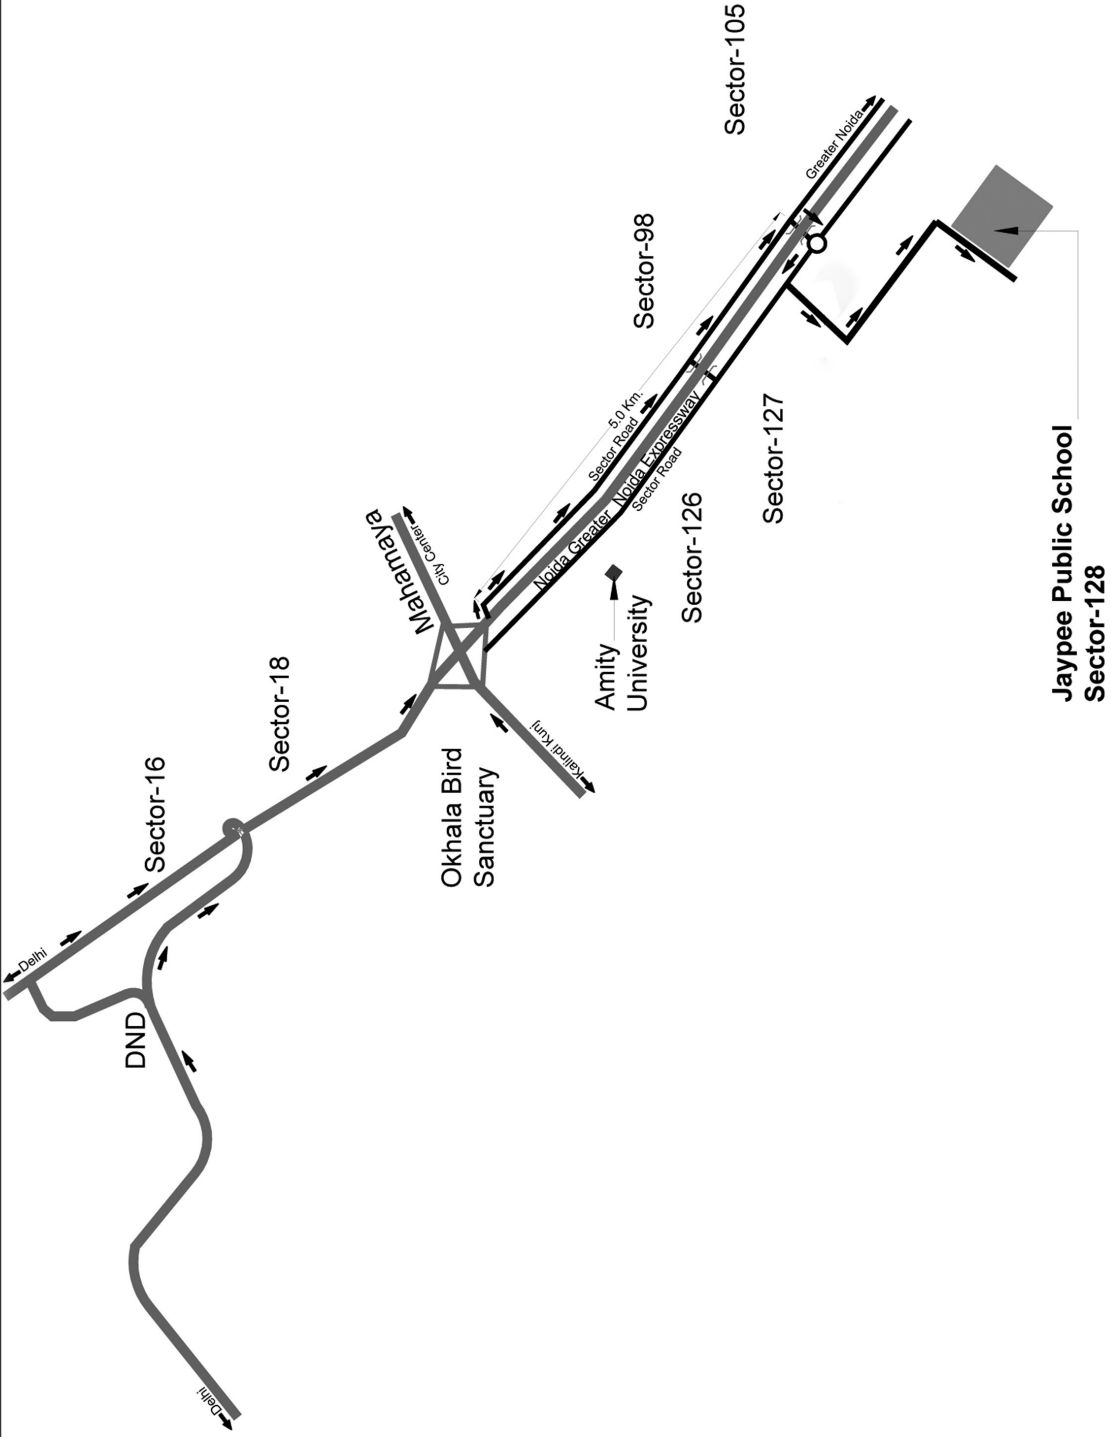 Delhi
Delhi
DND
Sector-16
Sector-18
Okhala Bird
Sanctuary
Mahamaya
City Center
Kalindi Kunj
Amity
University
Noida Greater Noida Expressway
Sector Road
Sector Road
5.0 Km.
Sector-126
Sector-127
Sector-98
Sector-105
Greater Noida
Jaypee Public School
Sector-128